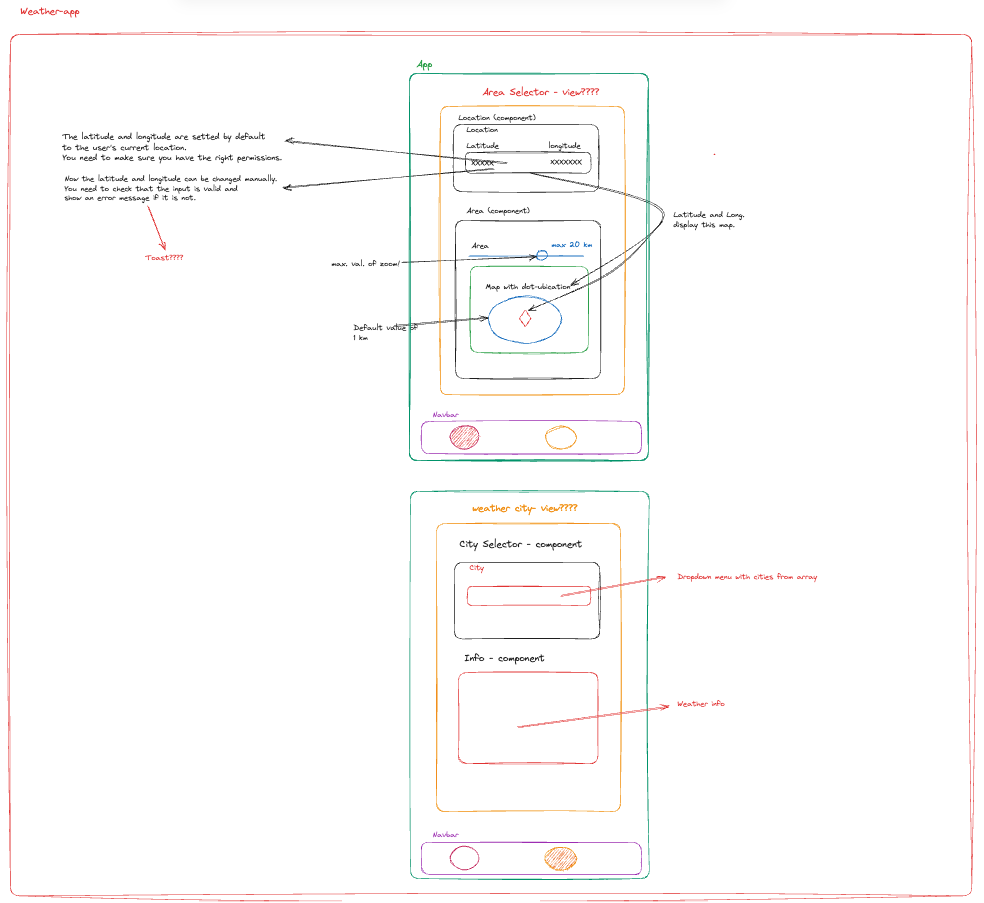 Weather-app
App
Area Selector - view????
Location (component)
Location
Latitude
longitude
XXXXX
XXXXXXX
The latitude and longitude are setted by default
to the user's current location.
You need to make sure you have the right permissions.
Now the latitude and longitude can be changed manually.
You need to check that the input is valid and
show an error message if it is not.
Toast????
Latitude and Long.
display this map.
Area (component)
Area
max 20 km
max. val. of zoom!
Map with dot-ubication
Default value of
1 km
Navbar
weather city- view????
City Selector - component
City
Dropdown menu with cities from array
Info - component
Weather info
Navbar